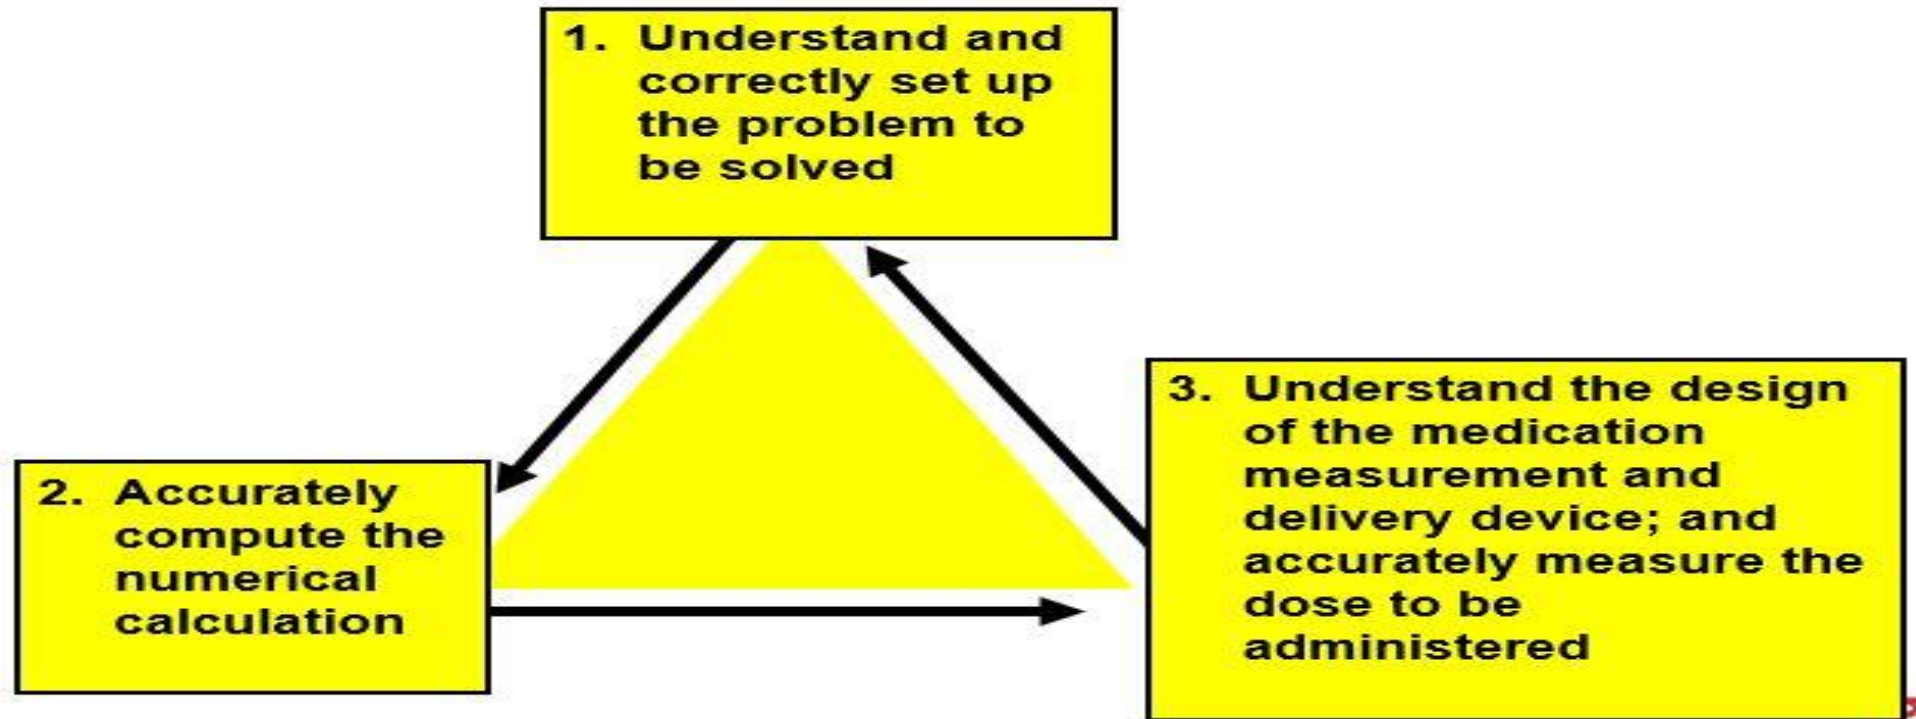 1. Understand and
correctly set up
the problem to
be solved
2. Accurately
compute the
numerical
calculation
3. Understand the design
of the medication
measurement and
delivery device; and
accurately measure the
dose to be
administered